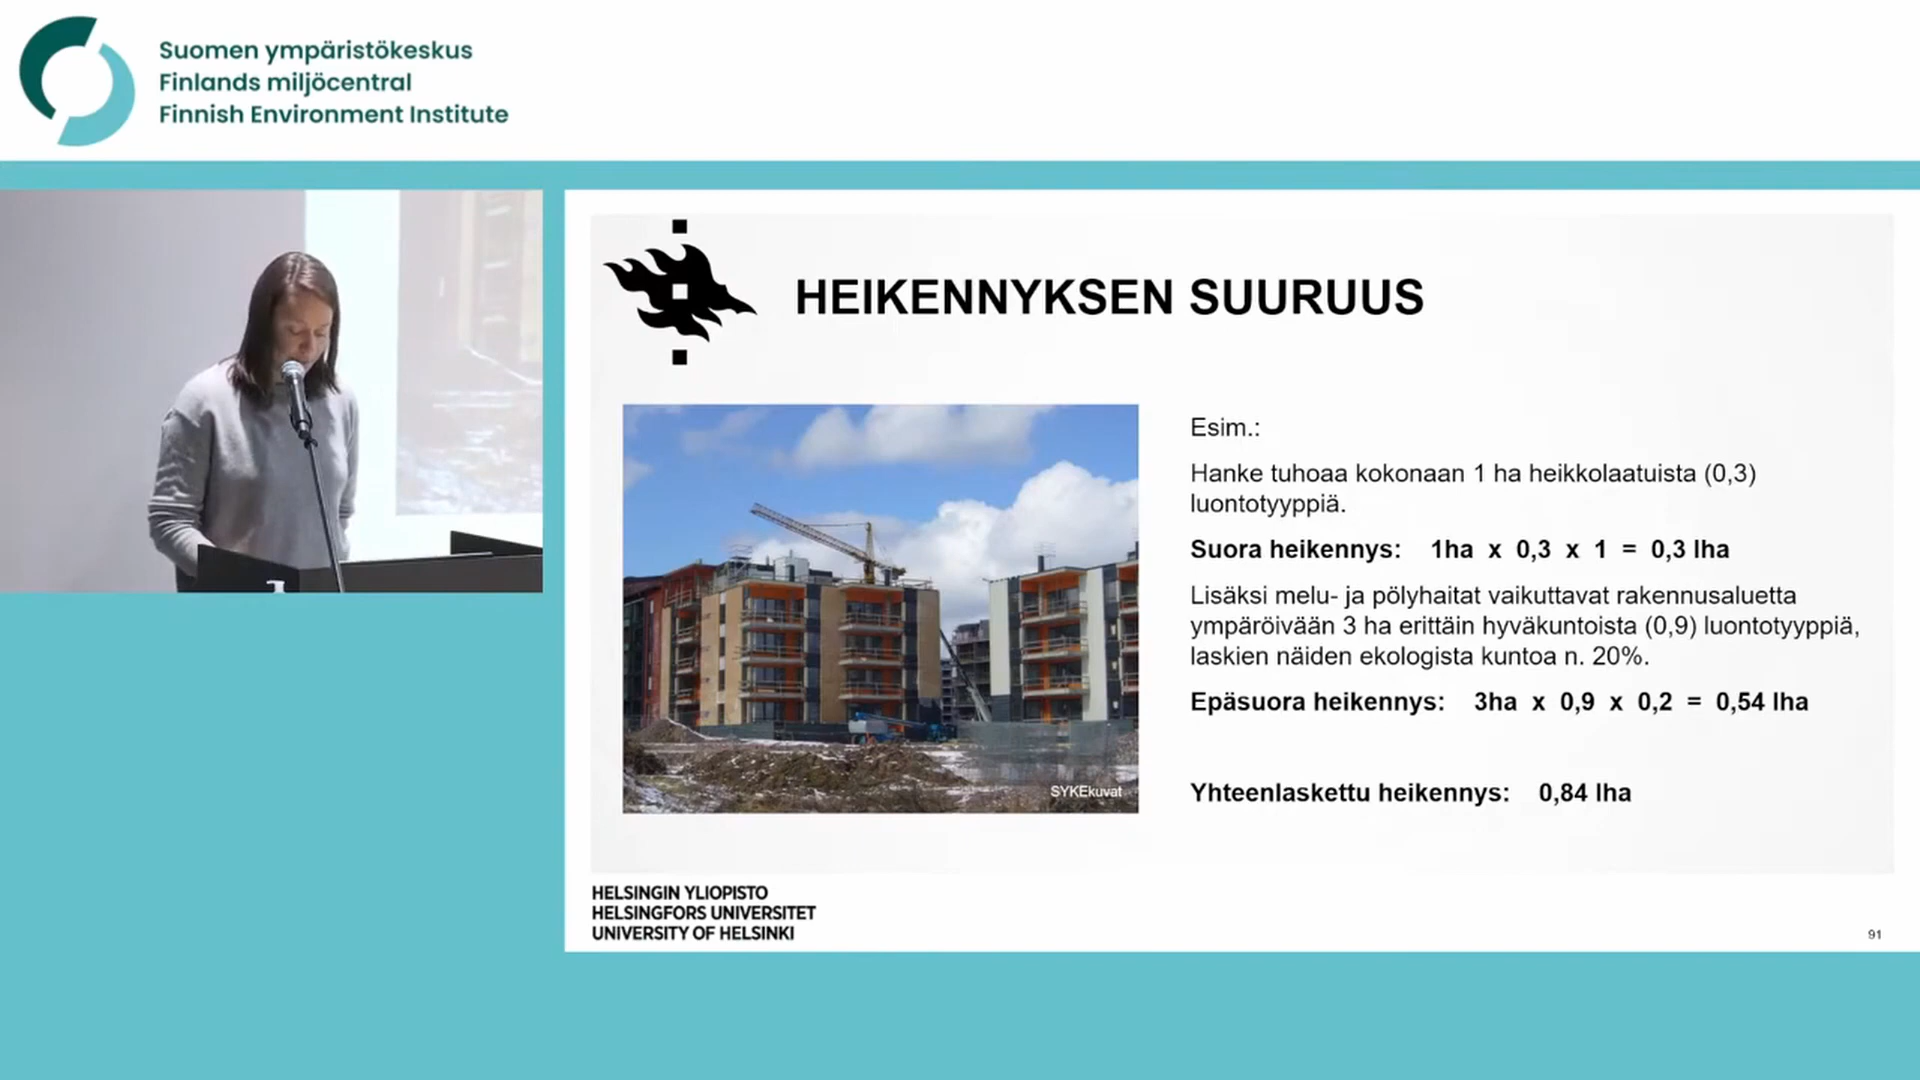 Suomen ympäristökeskus
Finlands miljöcentral
Finnish Environment Institute
HEIKENNYKSEN SUURUUS
Esim.:
Hanke tuhoaa kokonaan 1 ha heikkolaatuista (0,3)
luontotyyppiä.
Suora heikennys: 1ha x 0,3 x 1 = 0,3 lha
Lisäksi melu- ja pölyhaitat vaikuttavat rakennusaluetta
ympäröivään 3 ha erittäin hyväkuntoista (0,9) luontotyyppiä,
laskien näiden ekologista kuntoa n. 20%.
Epäsuora heikennys: 3ha x 0,9 x 0,2 = 0,54 lha
Yhteenlaskettu heikennys: 0,84 lha
SYKEkuvat
HELSINGIN YLIOPISTO
HELSINGFORS UNIVERSITET
UNIVERSITY OF HELSINKI
91